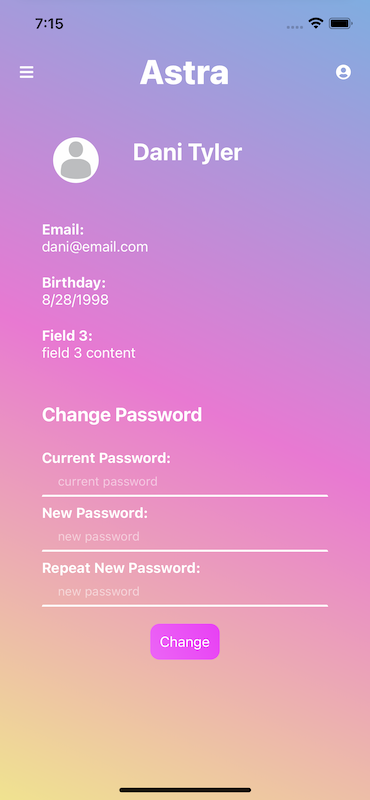 7:15
Astra
Dani Tyler
Email:
dani@email.com
Birthday:
8/28/1998
Field 3:
field 3 content
Change Password
Current Password:
current password
New Password:
new password
Repeat New Password:
new password
Change